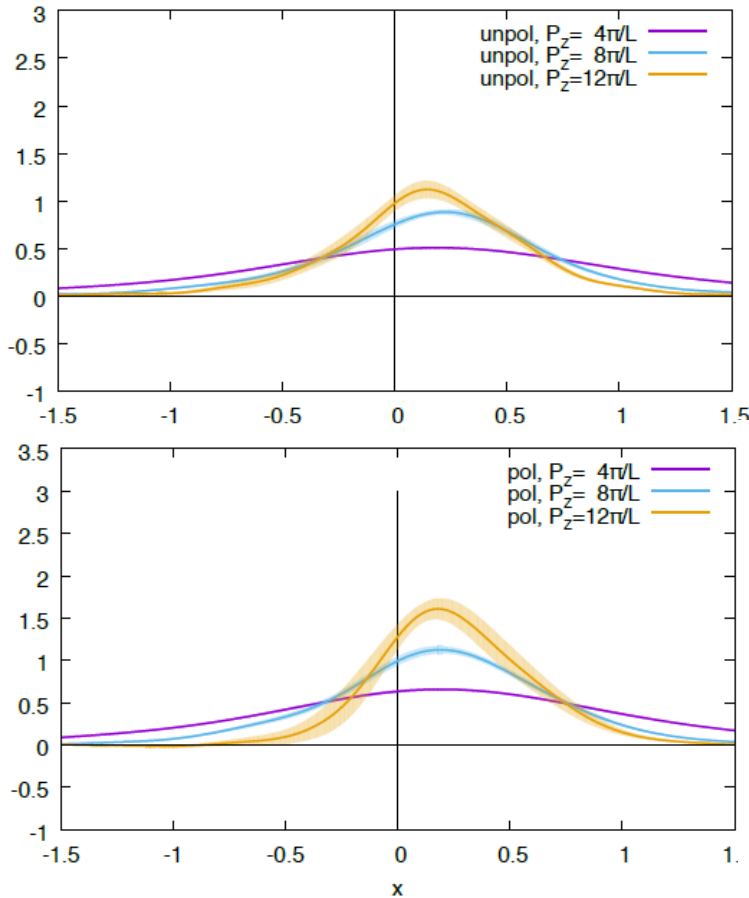 3
2.5
2
1.5
1
0.5
0
-0.5
-1
unpol, P_z= 4π/L
unpol, P_z= 8π/L
unpol, P_z=12π/L
-1.5 -1 -0.5 0 0.5 1 1.5
3.5
3
2.5
2
1.5
1
0.5
0
-0.5
-1
pol, P_z= 4π/L
pol, P_z= 8π/L
pol, P_z=12π/L
-1.5 -1 -0.5 0 0.5 1 1.
x